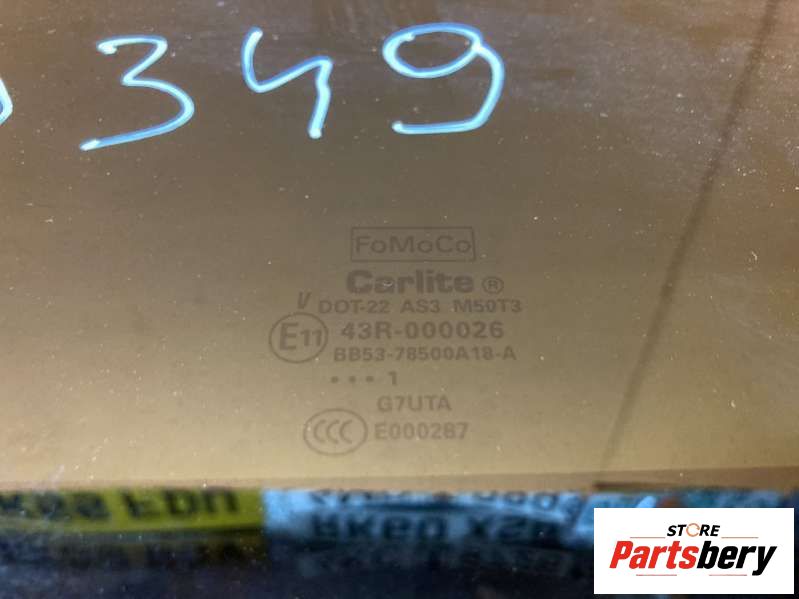 349
FoMoCo
Carlite ®
V DOT-22 AS3 M50T3
E11 43R-000026
BB53-78500A18-A
••• 1
G7UTA
CCC E000287
STORE
Partsbery